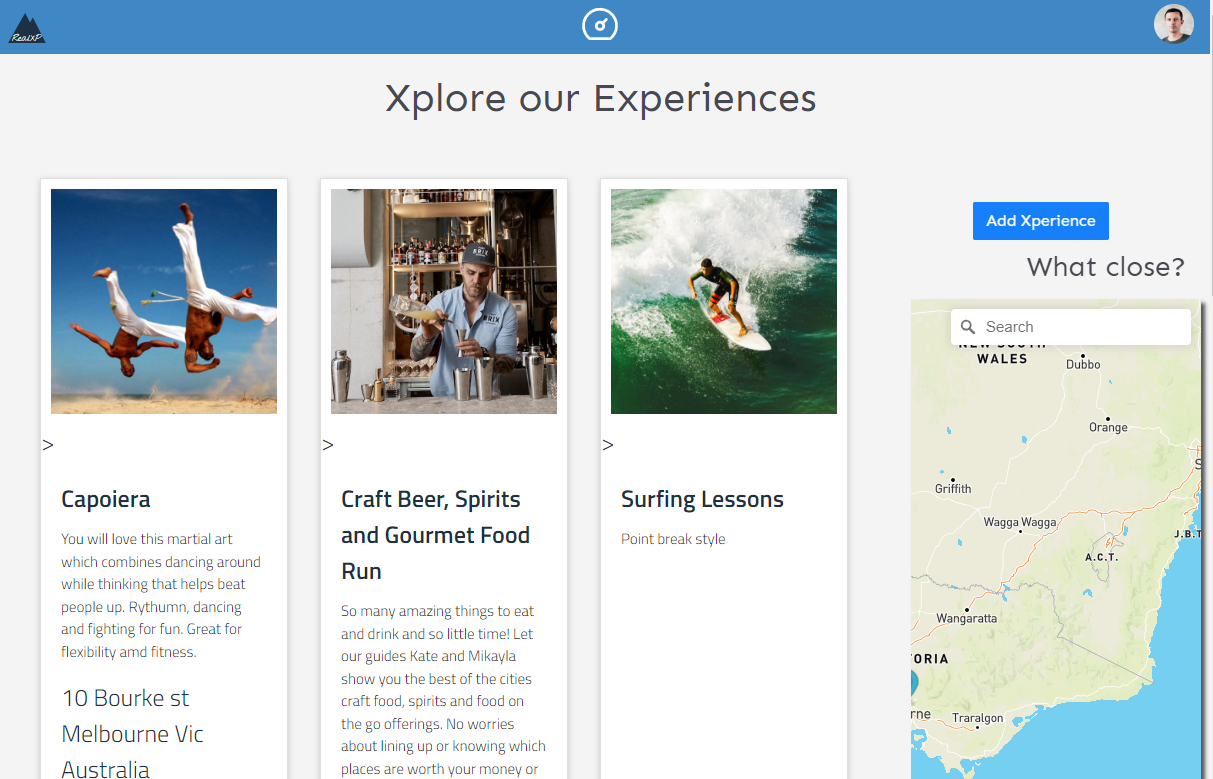 RealXP
Xplore our Experiences
BRIX
BRIX
>
Capoiera
You will love this martial art
which combines dancing around
while thinking that helps beat
people up. Rythumn, dancing
and fighting for fun. Great for
flexibility amd fitness.
10 Bourke st
Melbourne Vic
Australia
>
Craft Beer, Spirits
and Gourmet Food
Run
So many amazing things to eat
and drink and so little time! Let
our guides Kate and Mikayla
show you the best of the cities
craft food, spirits and food on
the go offerings. No worries
about lining up or knowing which
places are worth your money or
>
Surfing Lessons
Point break style
Add Xperience
What close?
Search
NEW SOUTH
WALES
Dubbo
Orange
S
Griffith
Wagga Wagga
J.B.T
A.C.T.
Wangaratta
ORIA
rne
Traralgon